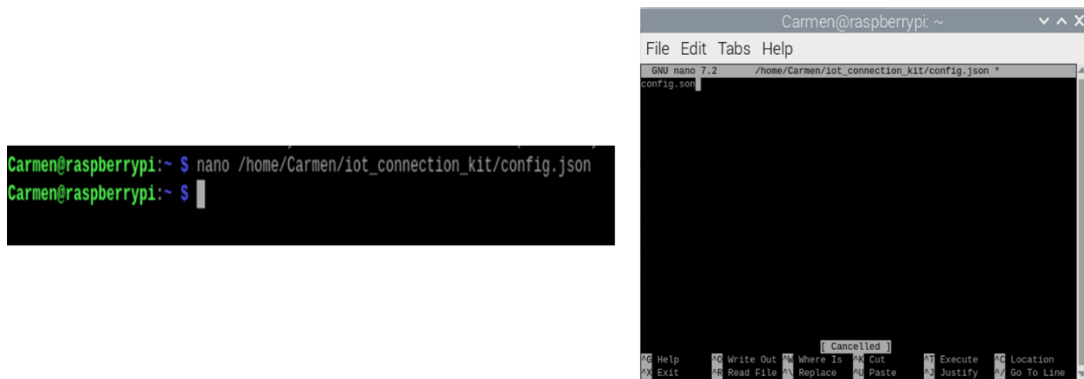 Carmen@raspberrypi:~ $ nano /home/Carmen/iot_connection_kit/config.json
Carmen@raspberrypi:~ $
Carmen@raspberrypi: ~
File Edit Tabs Help
GNU nano 7.2 /home/Carmen/iot_connection_kit/config.json *
config.son
[ Cancelled ]
^G Help ^O Write Out ^W Where Is ^K Cut ^T Execute ^C Location
^X Exit ^R Read File ^\ Replace ^U Paste ^J Justify ^/ Go To Line